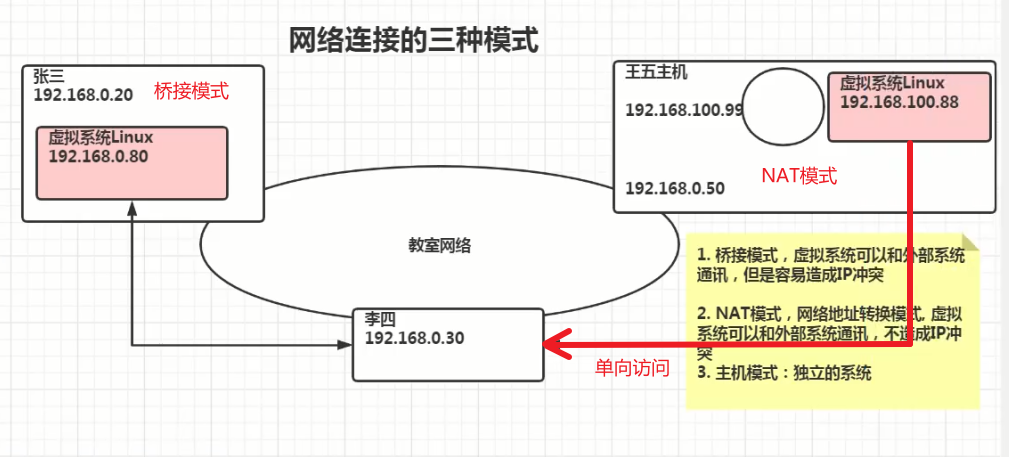 网络连接的三种模式
张三
192.168.0.20
桥接模式
虚拟系统Linux
192.168.0.80
王五主机
192.168.100.99
虚拟系统Linux
192.168.100.88
NAT模式
192.168.0.50
教室网络
李四
192.168.0.30
单向访问
1. 桥接模式，虚拟系统可以和外部系统
通讯，但是容易造成IP冲突
2. NAT模式，网络地址转换模式, 虚拟
系统可以和外部系统通讯，不造成IP冲
突
3. 主机模式：独立的系统